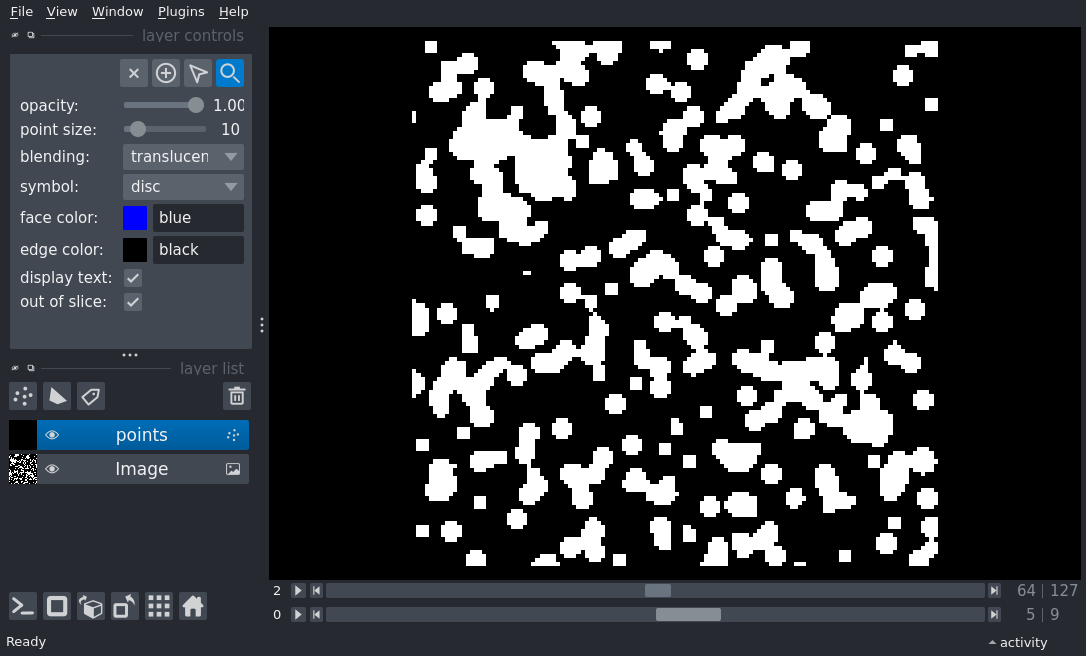 File View Window Plugins Help
layer controls
opacity: 1.00
point size: 10
blending: translucen
symbol: disc
face color: blue
edge color: black
display text:
out of slice:
layer list
points
Image
2 64 | 127
0 5 | 9
Ready activity